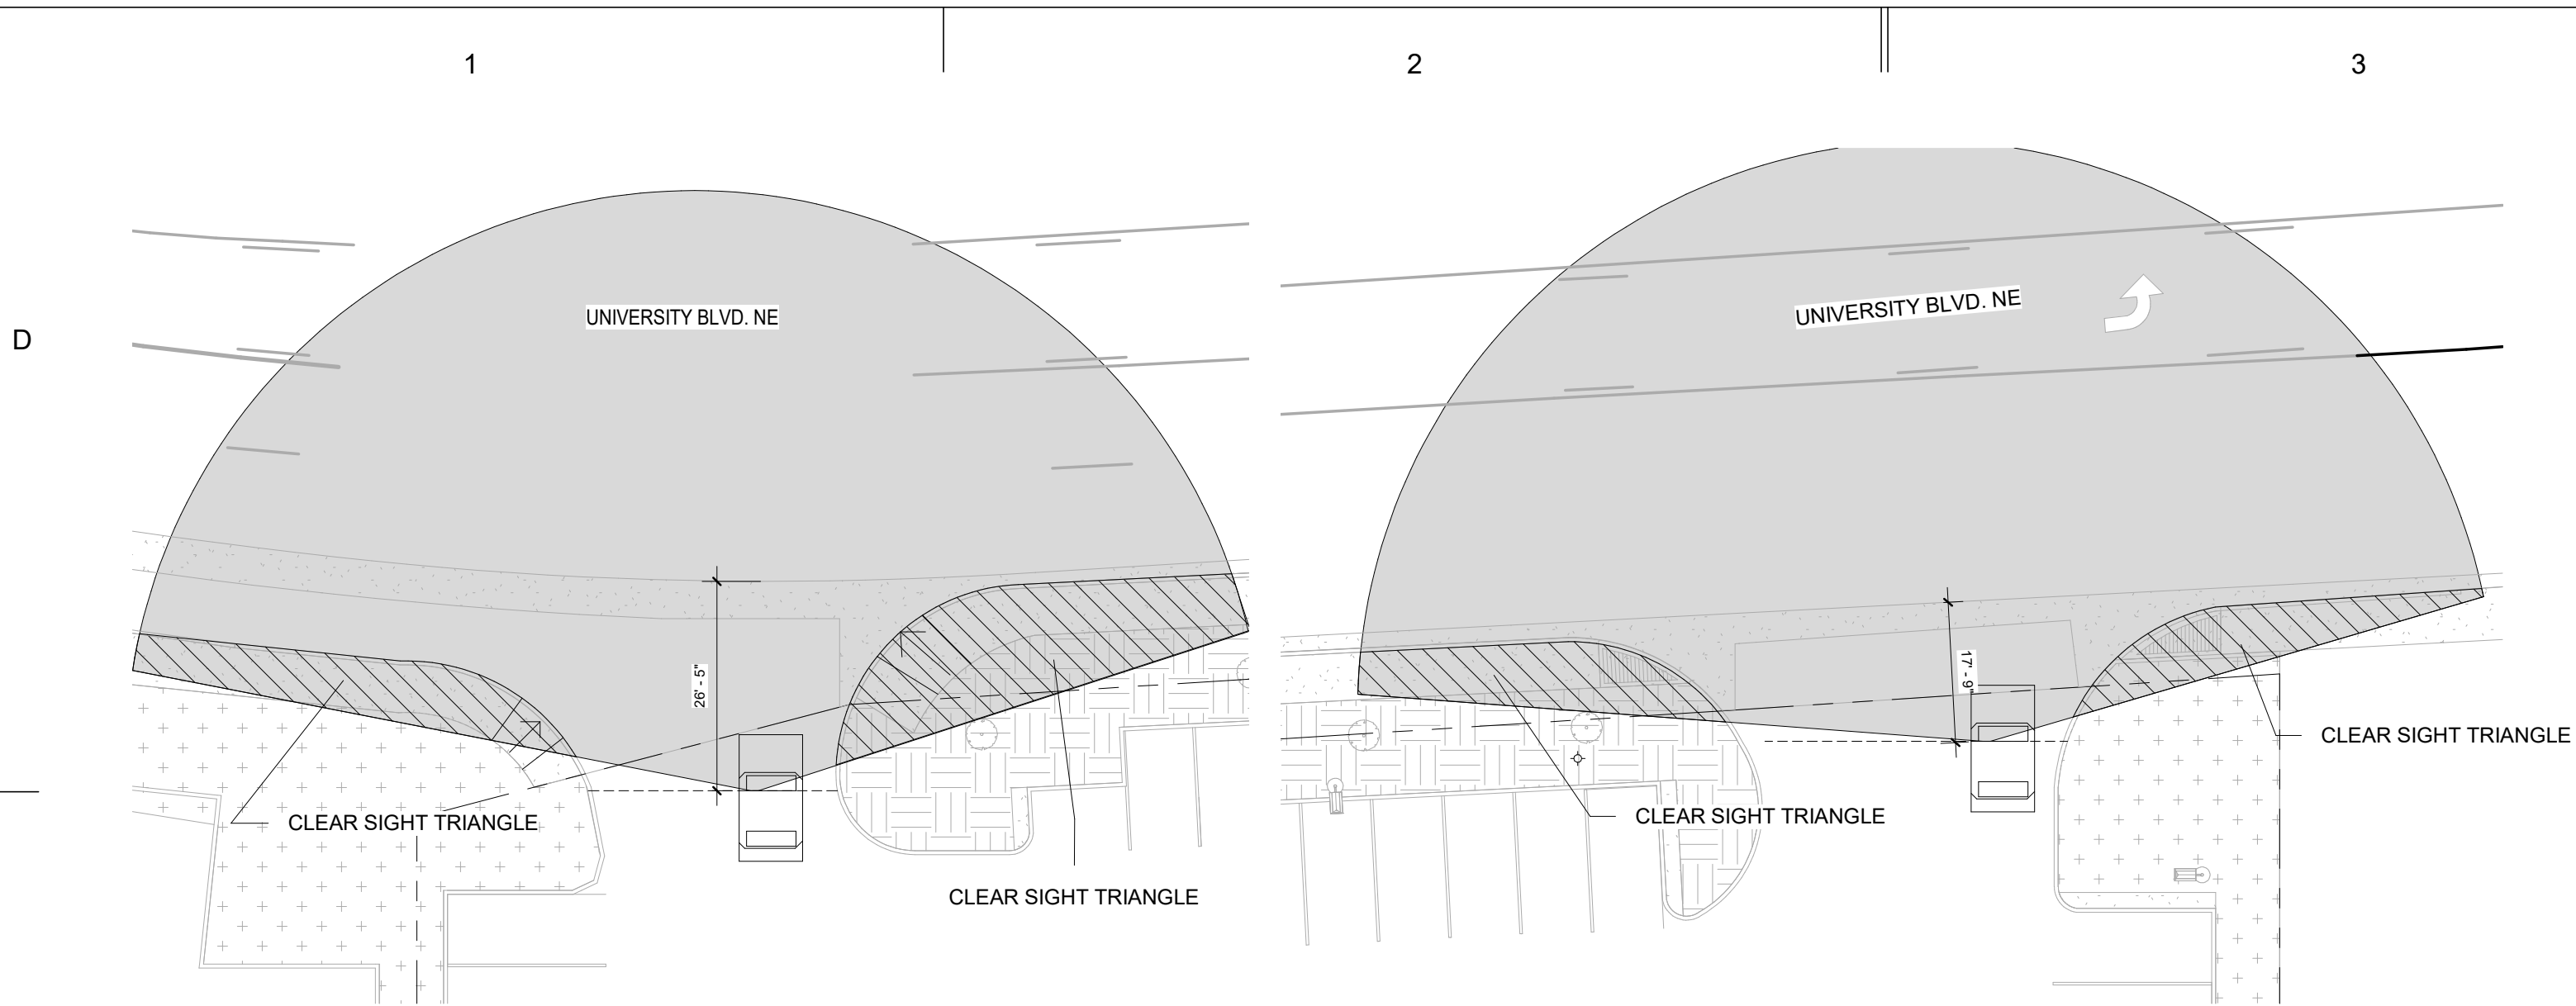 1
2
3
D
UNIVERSITY BLVD. NE
UNIVERSITY BLVD. NE
26' - 5"
17' - 9"
CLEAR SIGHT TRIANGLE
CLEAR SIGHT TRIANGLE
CLEAR SIGHT TRIANGLE
CLEAR SIGHT TRIANGLE